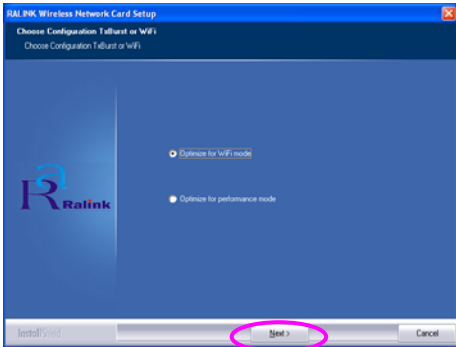 RALINK Wireless Network Card Setup
Choose Configuration TxBurst or WiFi
Choose Configuration TxBurst or WiFi
Optimize for WiFi mode
Ralink
Optimize for performance mode
InstallShield
Next >
Cancel